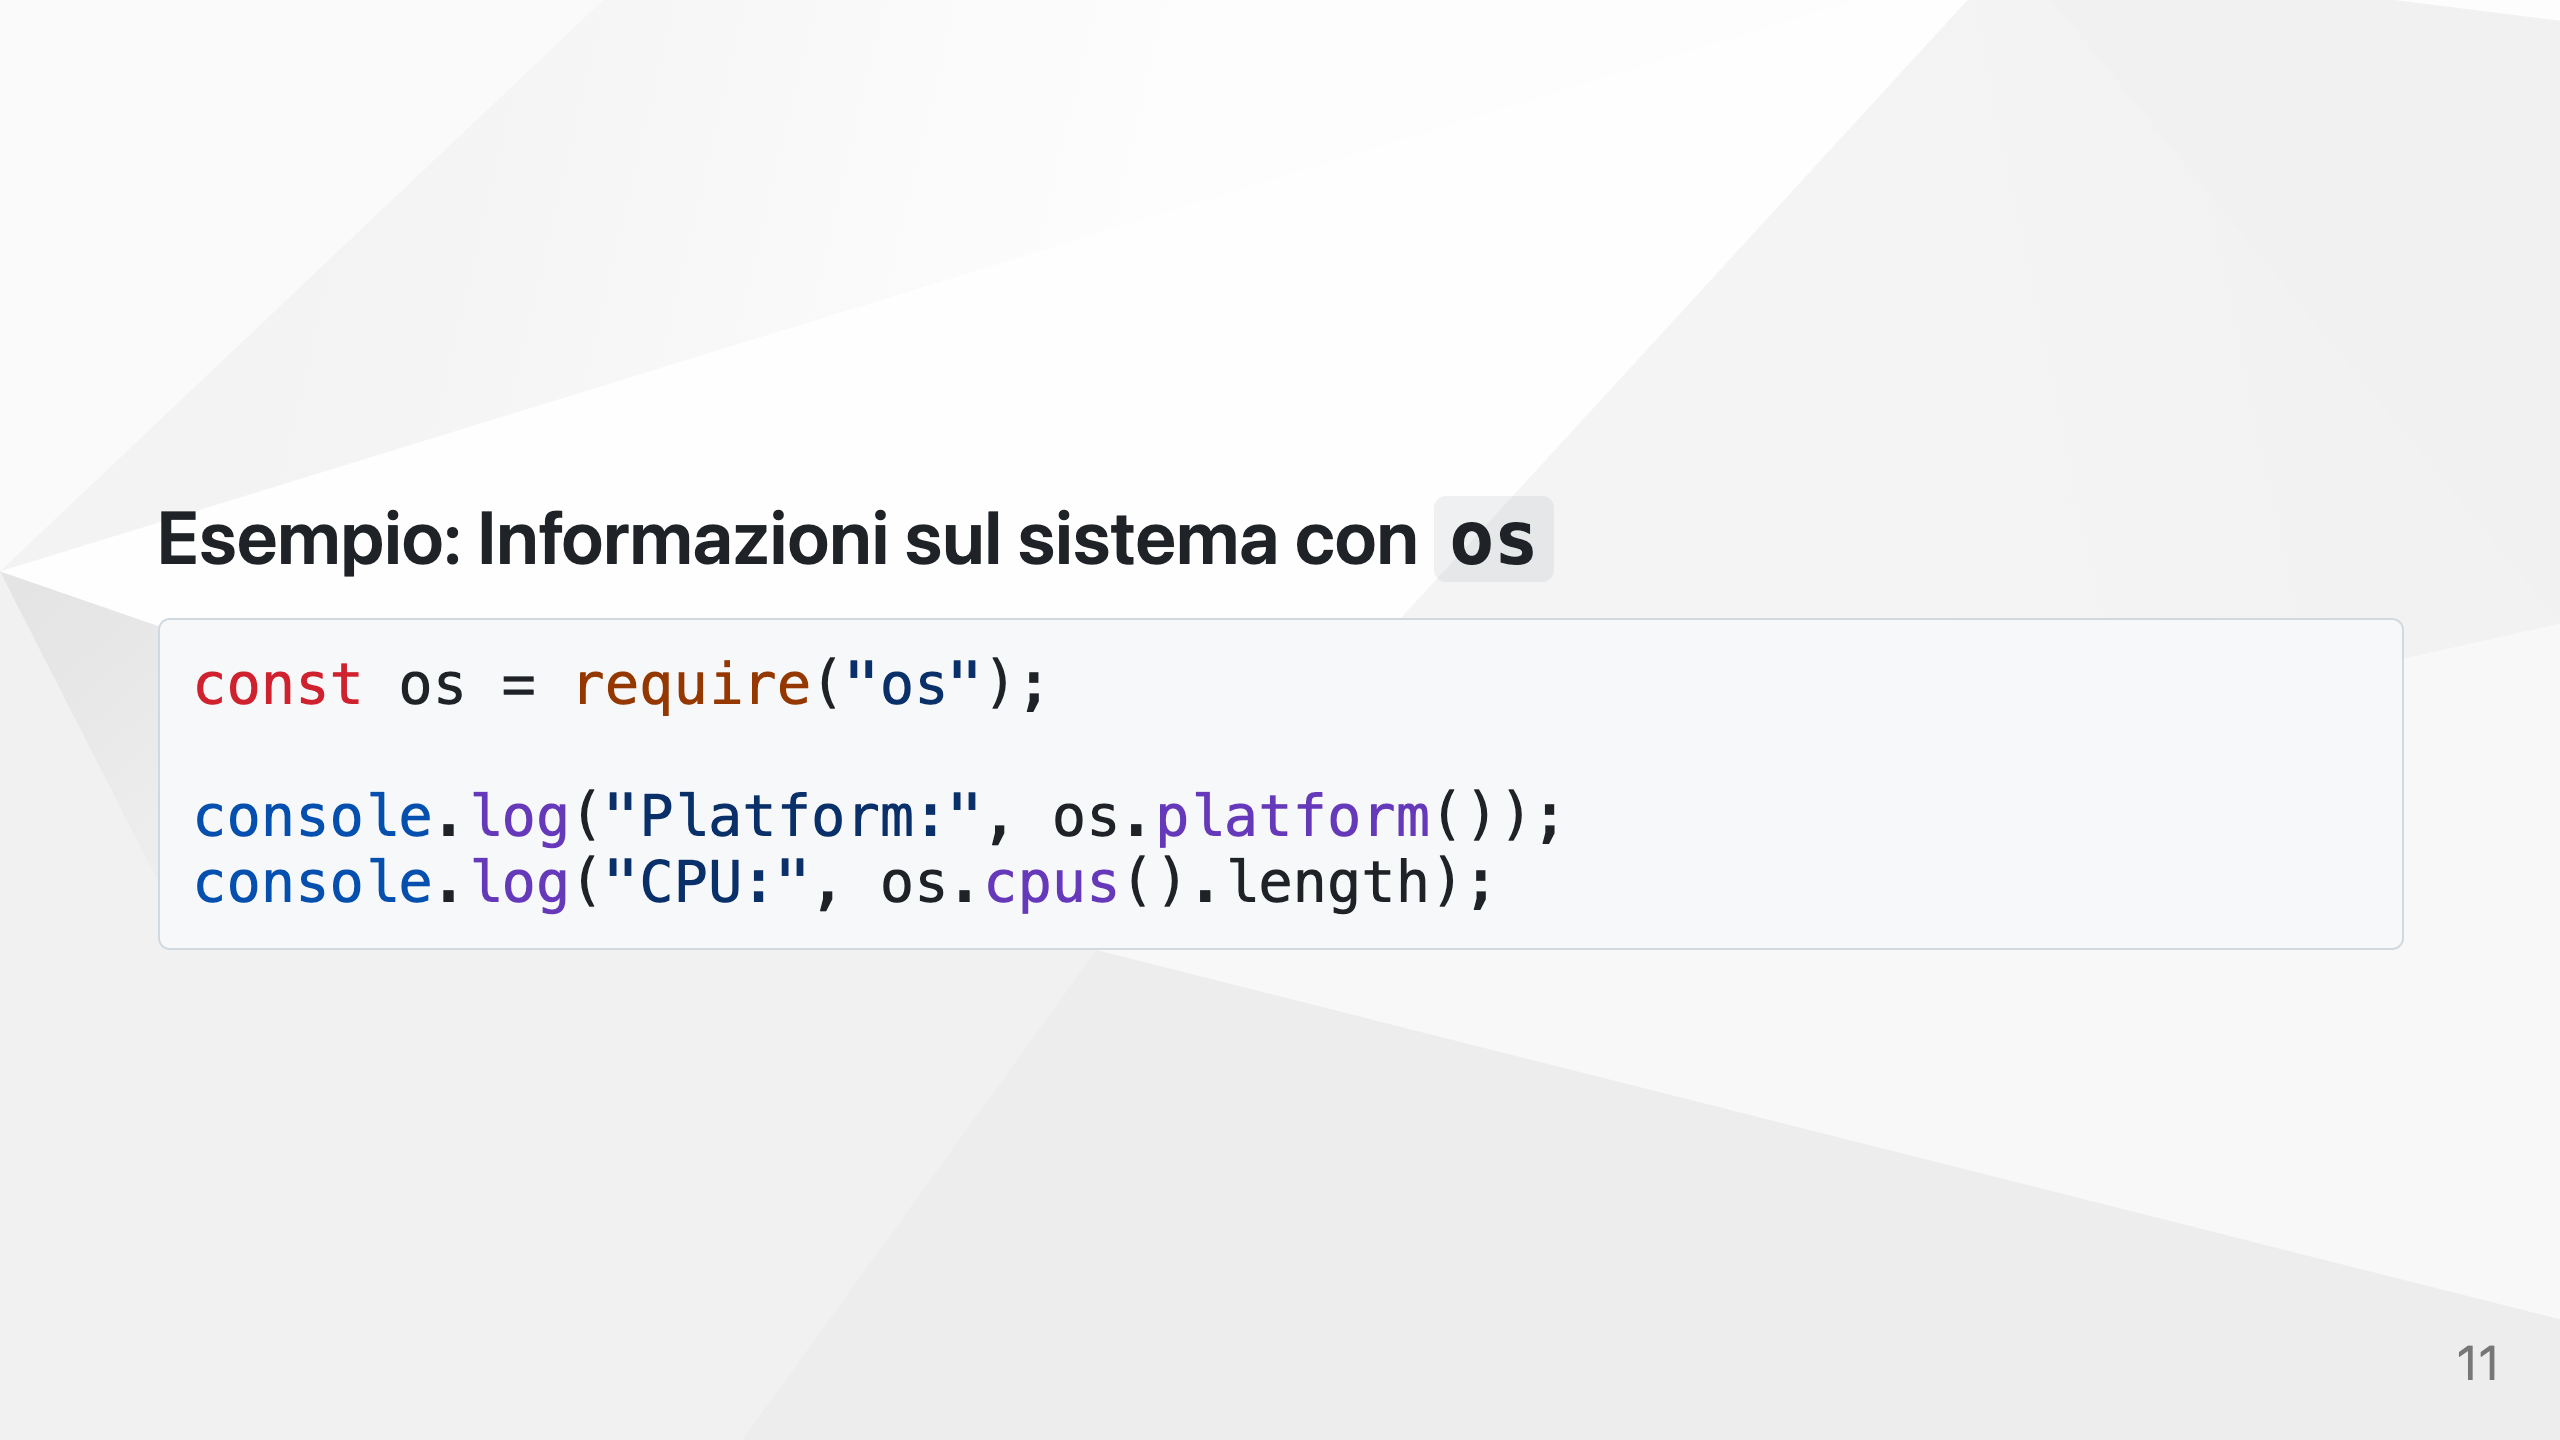 Esempio: Informazioni sul sistema con os
const os = require("os");
console.log("Platform:", os.platform());
console.log("CPU:", os.cpus().length);
11